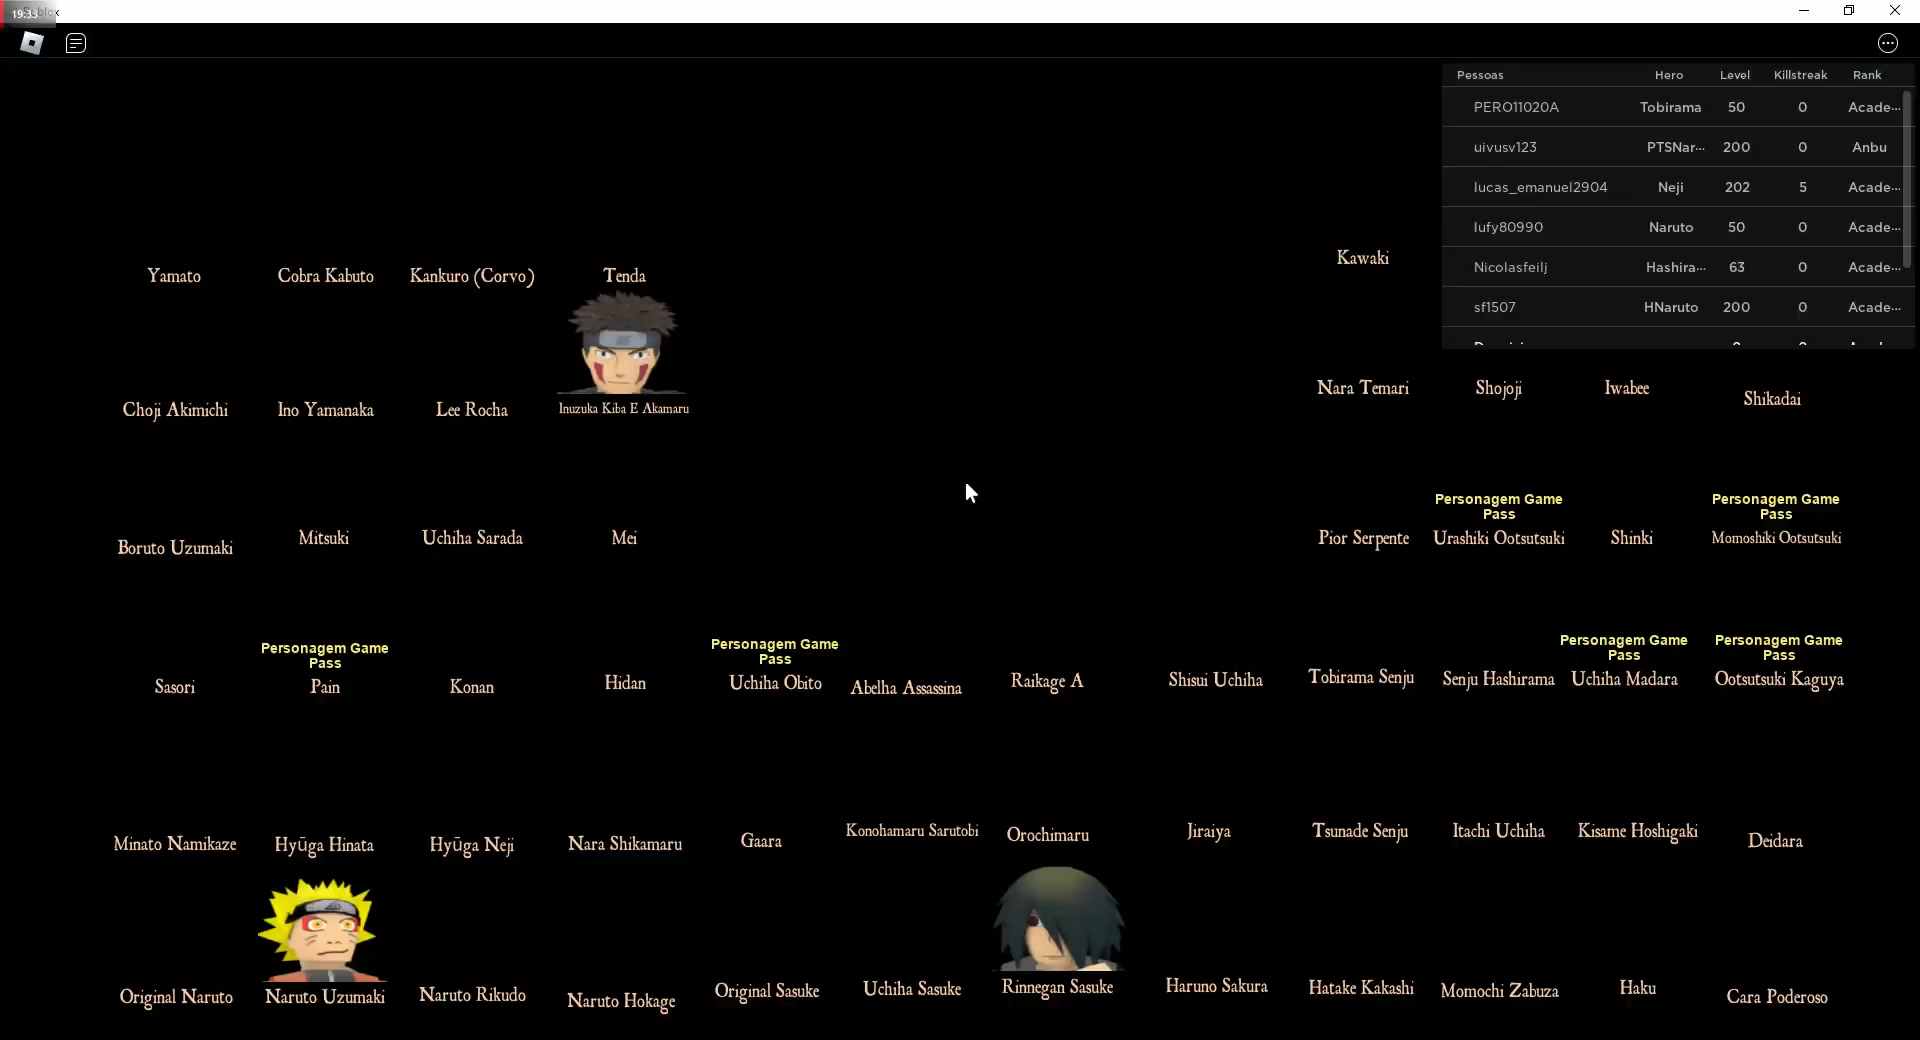 19:33
Pessoas Hero Level Killstreak Rank
PERO11020A Tobirama 50 0 Acade...
uivusv123 PTSNar... 200 0 Anbu
lucas_emanuel2904 Neji 202 5 Acade...
lufy80990 Naruto 50 0 Acade...
Nicolasfeilj Hashira... 63 0 Acade...
sf1507 HNaruto 200 0 Acade...
Yamato Cobra Kabuto Kankuro (Corvo) Tenda Kawaki
Choji Akimichi Ino Yamanaka Lee Rocha Inuzuka Kiba E Akamaru Nara Temari Shojoji Iwabee Shikadai
Personagem Game Personagem Game
Pass Pass
Boruto Uzumaki Mitsuki Uchiha Sarada Mei Pior Serpente Urashiki Ootsutsuki Shinki Momoshiki Ootsutsuki
Personagem Game Personagem Game Personagem Game Personagem Game
Pass Pass Pass Pass
Sasori Pain Konan Hidan Uchiha Obito Abelha Assassina Raikage A Shisui Uchiha Tobirama Senju Senju Hashirama Uchiha Madara Ootsutsuki Kaguya
Minato Namikaze Hyūga Hinata Hyūga Neji Nara Shikamaru Gaara Konohamaru Sarutobi Orochimaru Jiraiya Tsunade Senju Itachi Uchiha Kisame Hoshigaki Deidara
Original Naruto Naruto Uzumaki Naruto Rikudo Naruto Hokage Original Sasuke Uchiha Sasuke Rinnegan Sasuke Haruno Sakura Hatake Kakashi Momochi Zabuza Haku Cara Poderoso